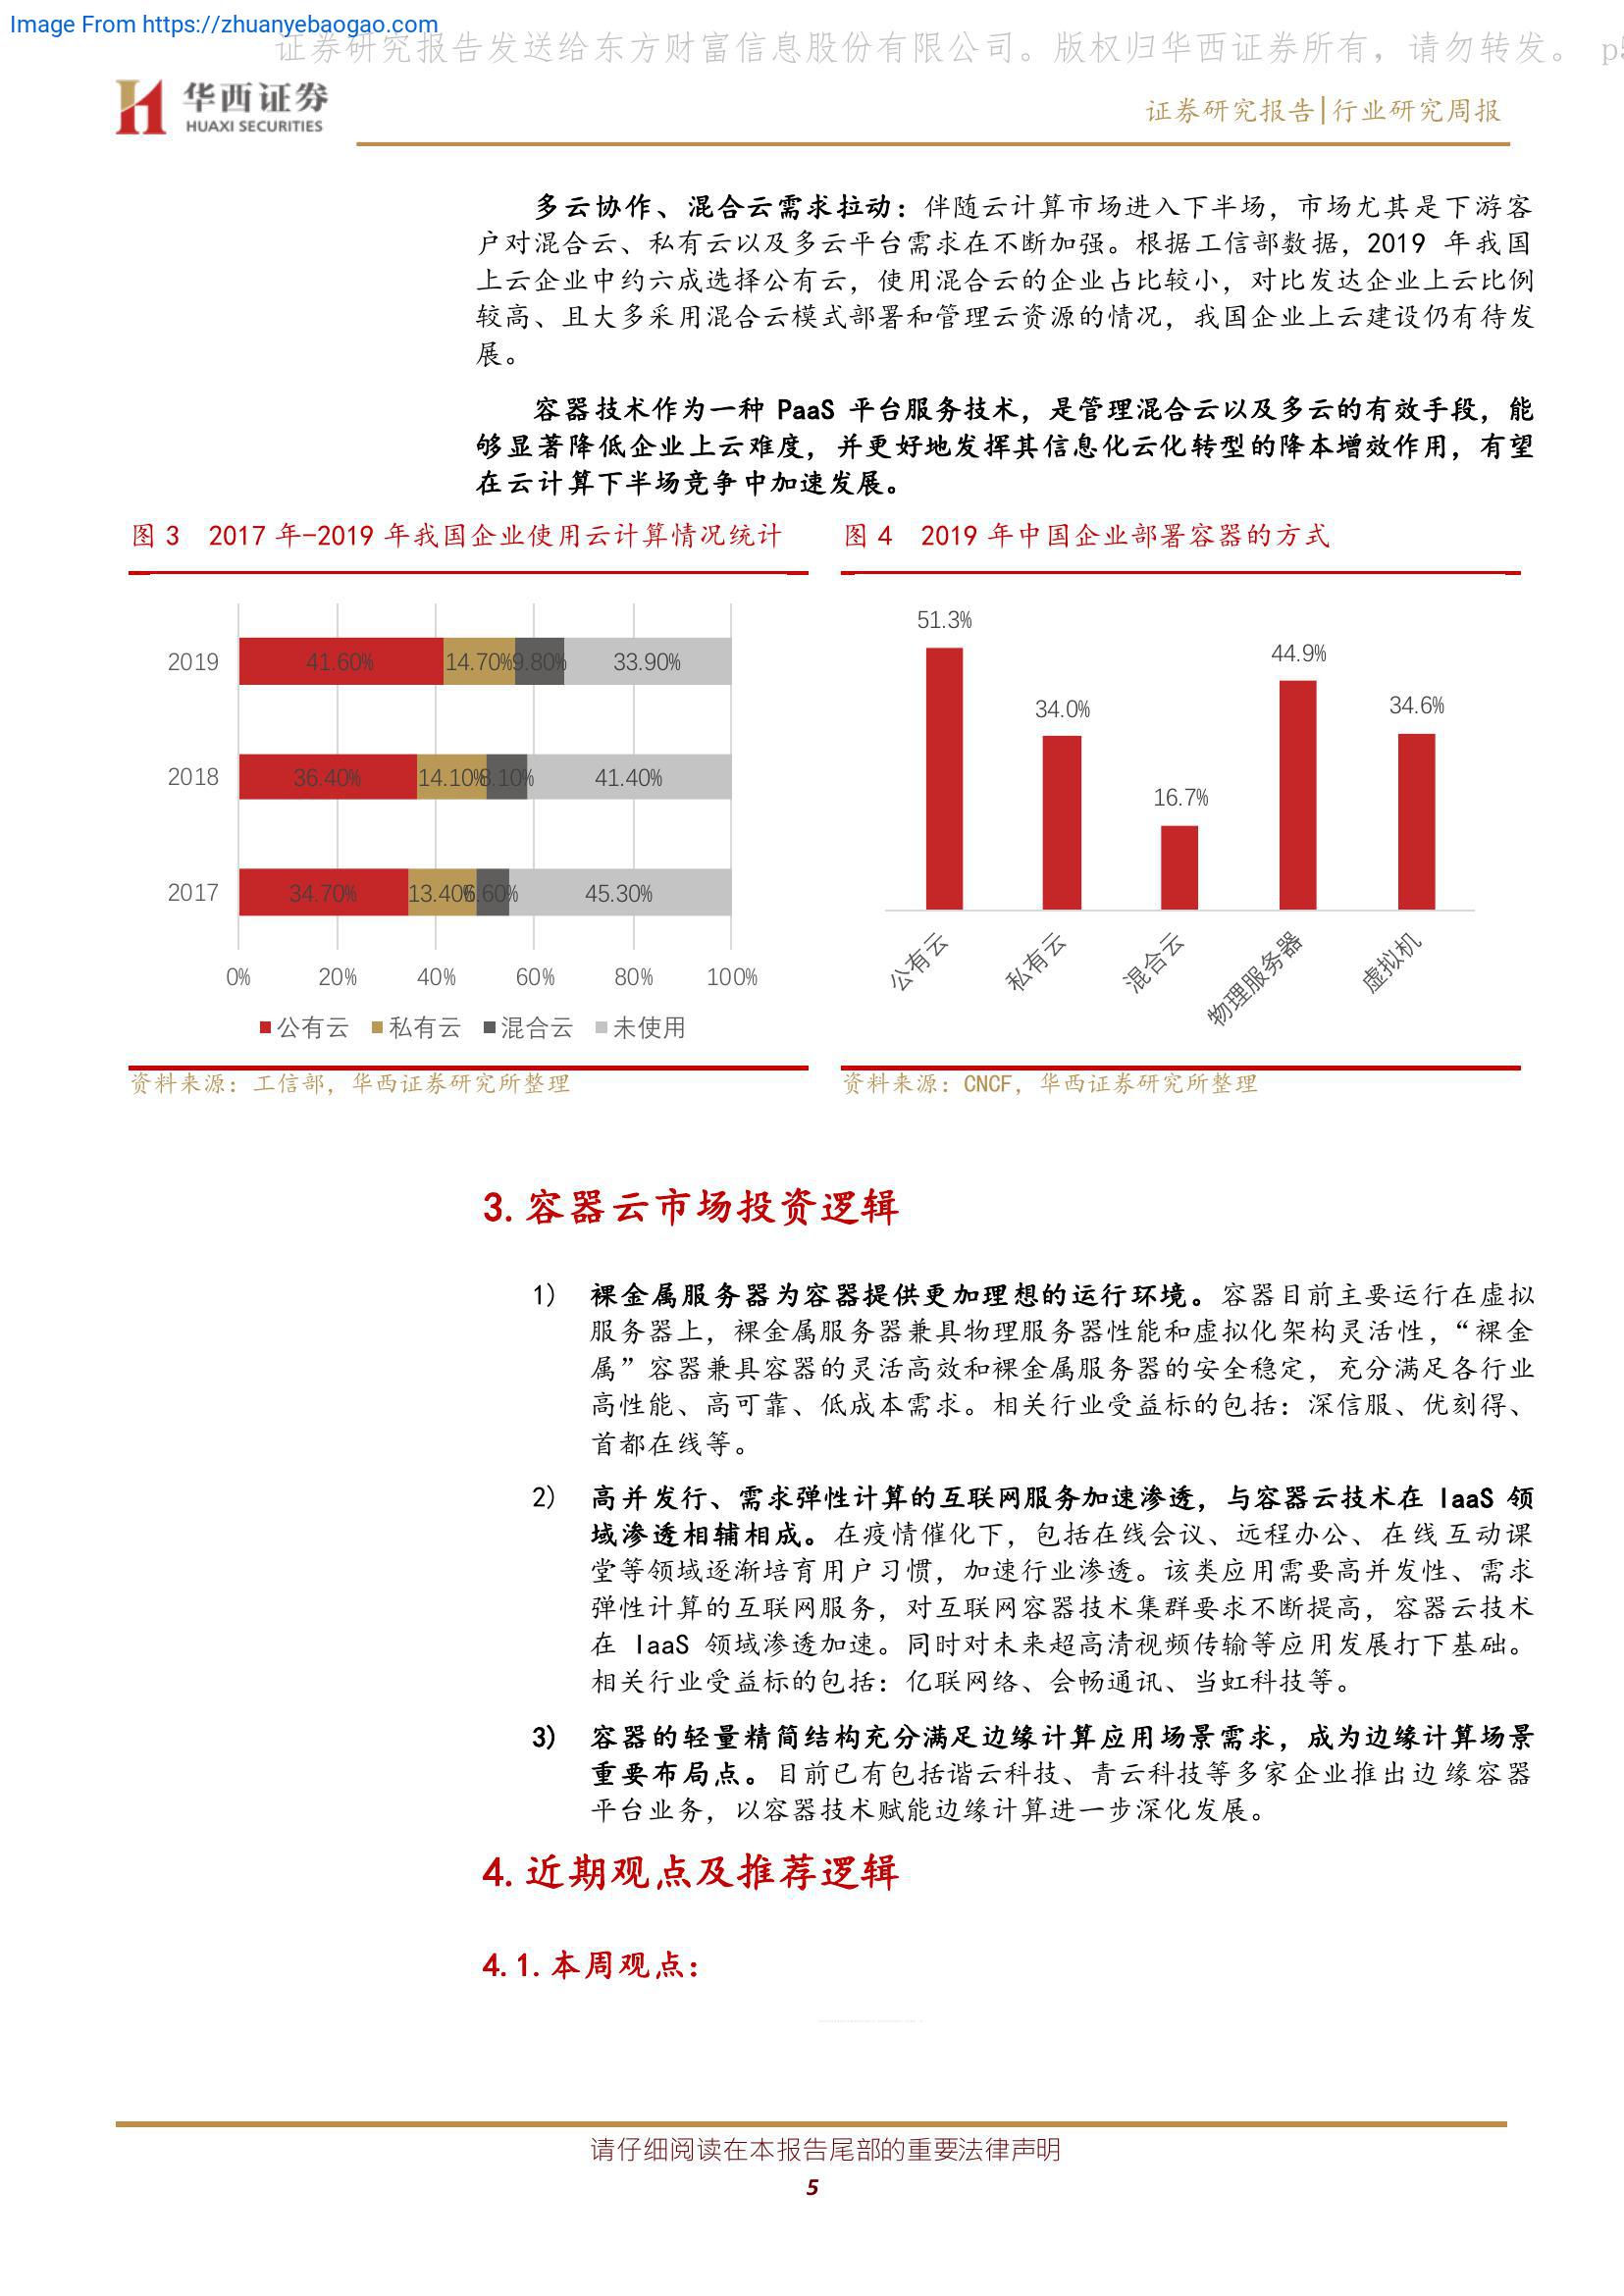 Image From https://zhuanyebaogao.com
证券研究报告发送给东方财富信息股份有限公司。版权归华西证券所有，请勿转发。 p5
华西证券
HUAXI SECURITIES
证券研究报告|行业研究周报
多云协作、混合云需求拉动：伴随云计算市场进入下半场，市场尤其是下游客
户对混合云、私有云以及多云平台需求在不断加强。根据工信部数据，2019 年我国
上云企业中约六成选择公有云，使用混合云的企业占比较小，对比发达企业上云比例
较高、且大多采用混合云模式部署和管理云资源的情况，我国企业上云建设仍有待发
展。
容器技术作为一种 PaaS 平台服务技术，是管理混合云以及多云的有效手段，能
够显著降低企业上云难度，并更好地发挥其信息化云化转型的降本增效作用，有望
在云计算下半场竞争中加速发展。
图 3 2017 年-2019 年我国企业使用云计算情况统计
2019 41.60% 14.70% 9.80% 33.90%
2018 36.40% 14.10% 8.10% 41.40%
2017 34.70% 13.40% 6.60% 45.30%
0% 20% 40% 60% 80% 100%
公有云 私有云 混合云 未使用
资料来源：工信部，华西证券研究所整理
图 4 2019 年中国企业部署容器的方式
51.3%
34.0%
16.7%
44.9%
34.6%
公有云
私有云
混合云
物理服务器
虚拟机
资料来源：CNCF，华西证券研究所整理
3.容器云市场投资逻辑
1) 裸金属服务器为容器提供更加理想的运行环境。容器目前主要运行在虚拟
服务器上，裸金属服务器兼具物理服务器性能和虚拟化架构灵活性，“裸金
属”容器兼具容器的灵活高效和裸金属服务器的安全稳定，充分满足各行业
高性能、高可靠、低成本需求。相关行业受益标的包括：深信服、优刻得、
首都在线等。
2) 高并发行、需求弹性计算的互联网服务加速渗透，与容器云技术在 IaaS 领
域渗透相辅相成。在疫情催化下，包括在线会议、远程办公、在线互动课
堂等领域逐渐培育用户习惯，加速行业渗透。该类应用需要高并发性、需求
弹性计算的互联网服务，对互联网容器技术集群要求不断提高，容器云技术
在 IaaS 领域渗透加速。同时对未来超高清视频传输等应用发展打下基础。
相关行业受益标的包括：亿联网络、会畅通讯、当虹科技等。
3) 容器的轻量精简结构充分满足边缘计算应用场景需求，成为边缘计算场景
重要布局点。目前已有包括谐云科技、青云科技等多家企业推出边缘容器
平台业务，以容器技术赋能边缘计算进一步深化发展。
4.近期观点及推荐逻辑
4.1.本周观点：
请仔细阅读在本报告尾部的重要法律声明
5